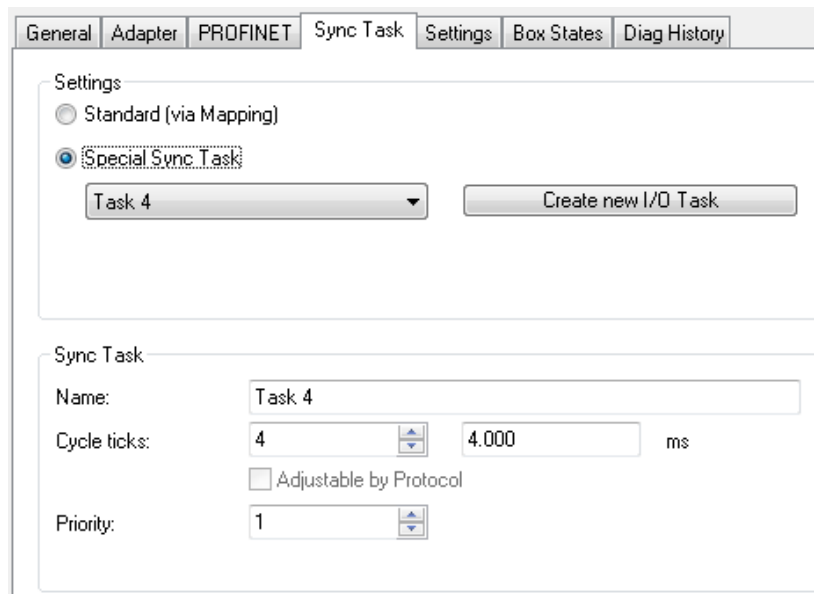 General Adapter PROFINET Sync Task Settings Box States Diag History
Settings
Standard (via Mapping)
Special Sync Task
Task 4 Create new I/O Task
Sync Task
Name: Task 4
Cycle ticks: 4 4.000 ms
Adjustable by Protocol
Priority: 1